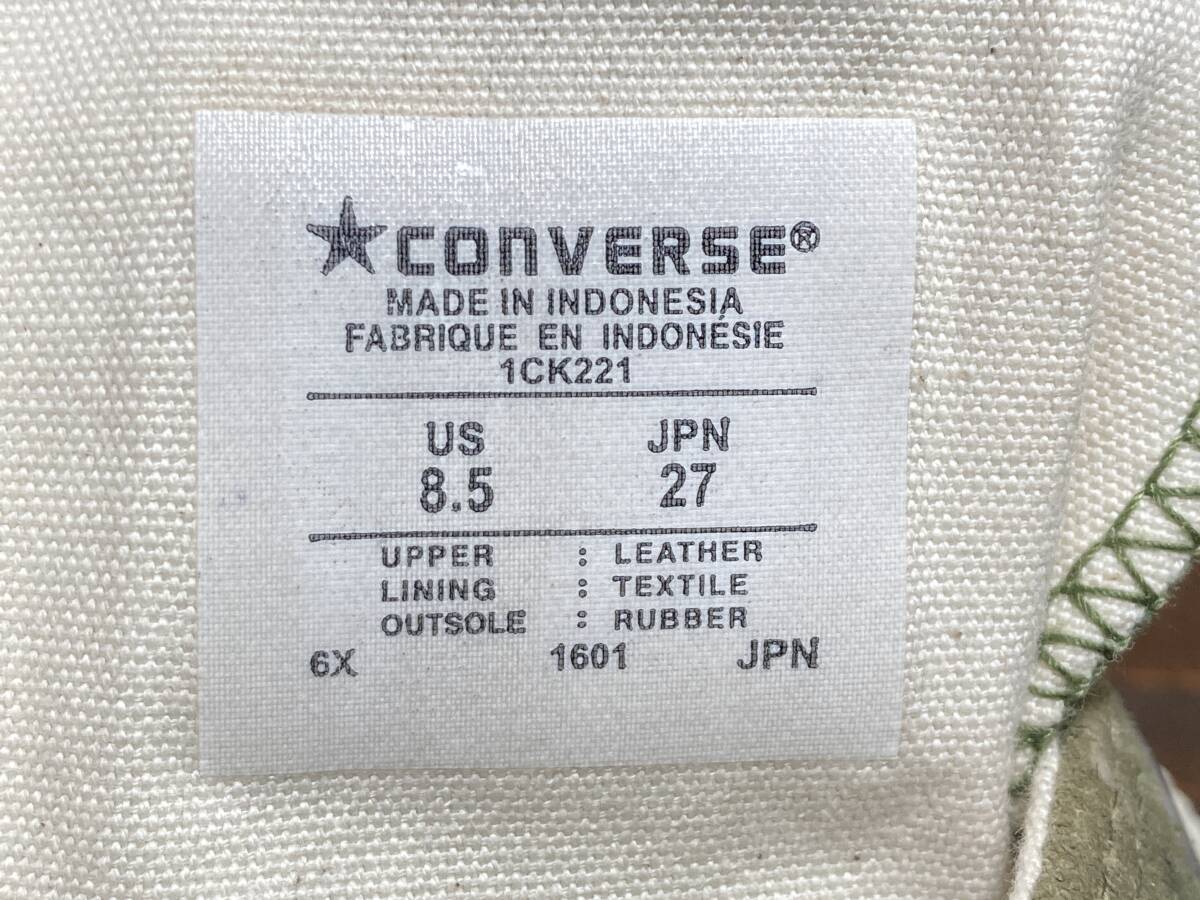 ★CONVERSE®
MADE IN INDONESIA
FABRIQUE EN INDONÉSIE
1CK221
US JPN
8.5 27
UPPER : LEATHER
LINING : TEXTILE
OUTSOLE : RUBBER
6X 1601 JPN